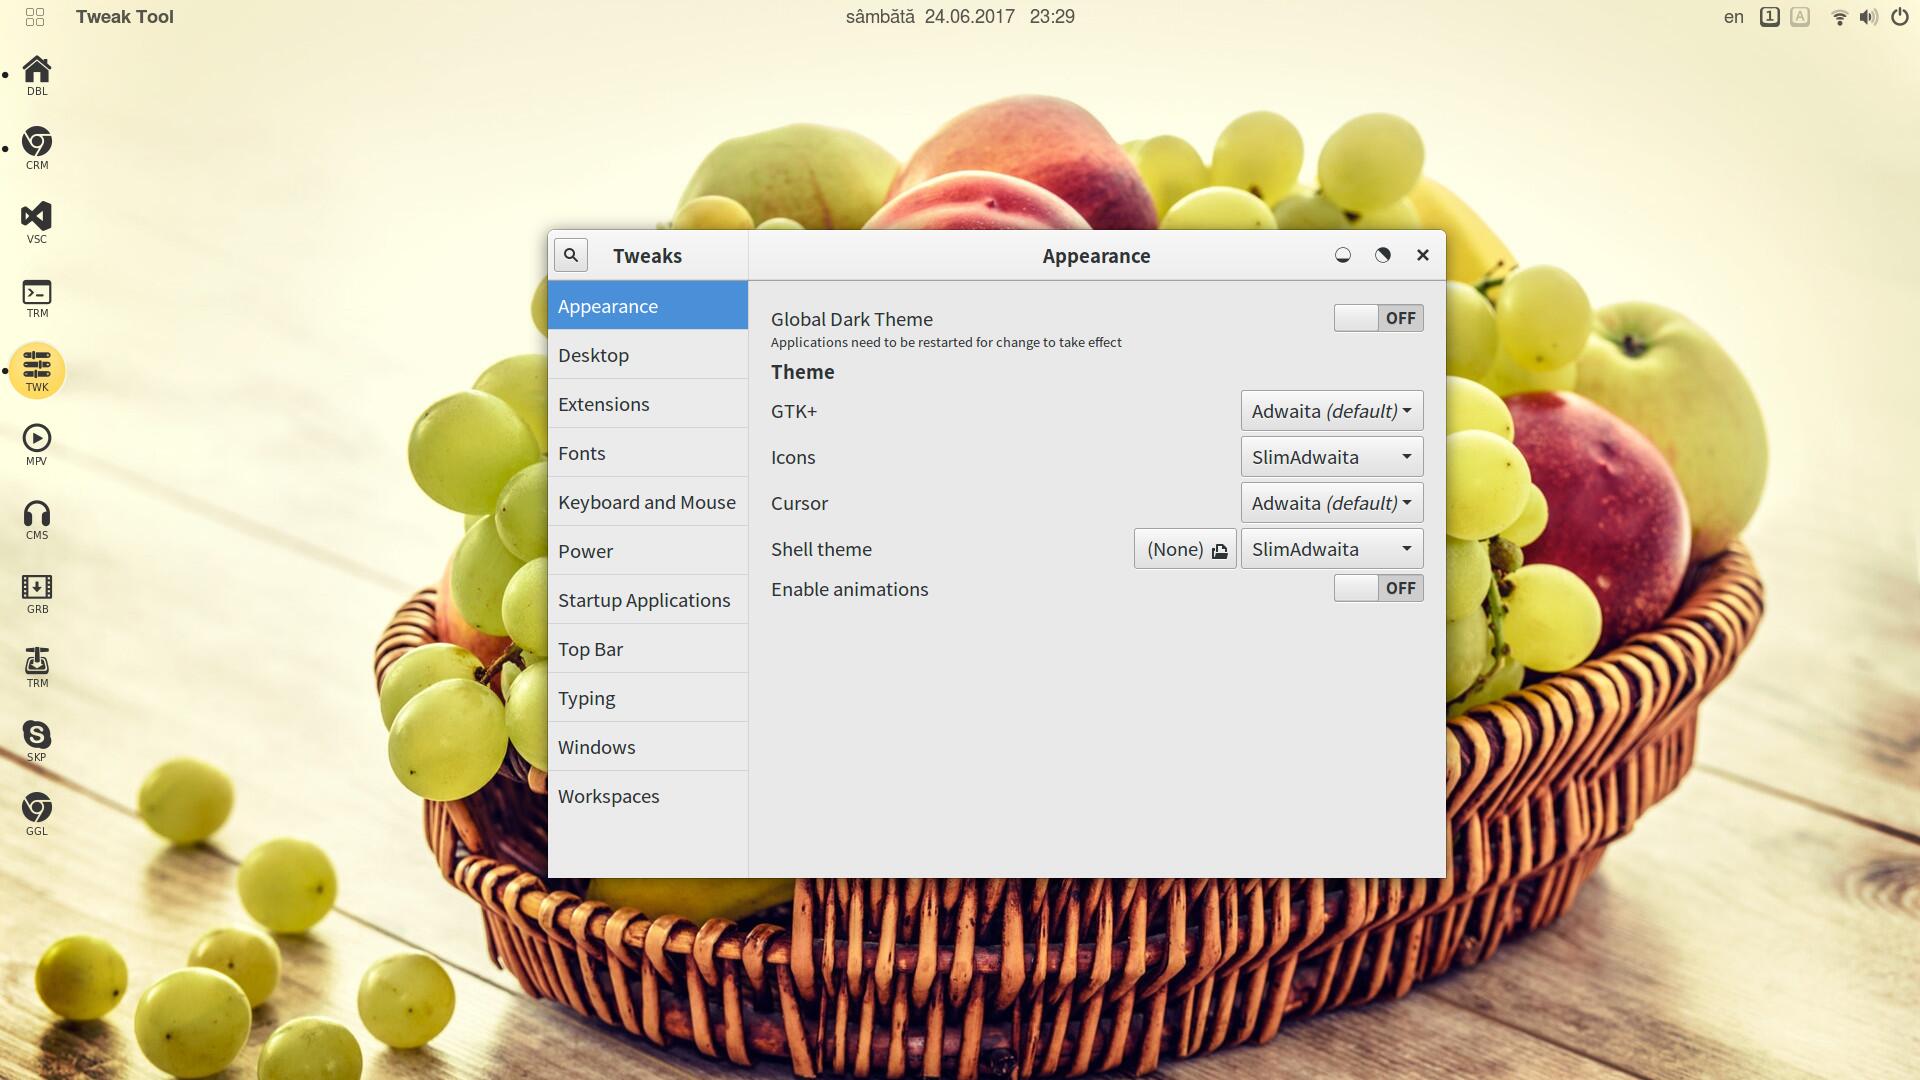 Tweak Tool
sâmbătă 24.06.2017 23:29
en 1 A
DBL
CRM
VSC
TRM
TWK
MPV
CMS
GRB
TRM
SKP
GGL
Tweaks
Appearance
Appearance
Desktop
Extensions
Fonts
Keyboard and Mouse
Power
Startup Applications
Top Bar
Typing
Windows
Workspaces
Global Dark Theme OFF
Applications need to be restarted for change to take effect
Theme
GTK+ Adwaita (default)
Icons SlimAdwaita
Cursor Adwaita (default)
Shell theme (None) SlimAdwaita
Enable animations OFF